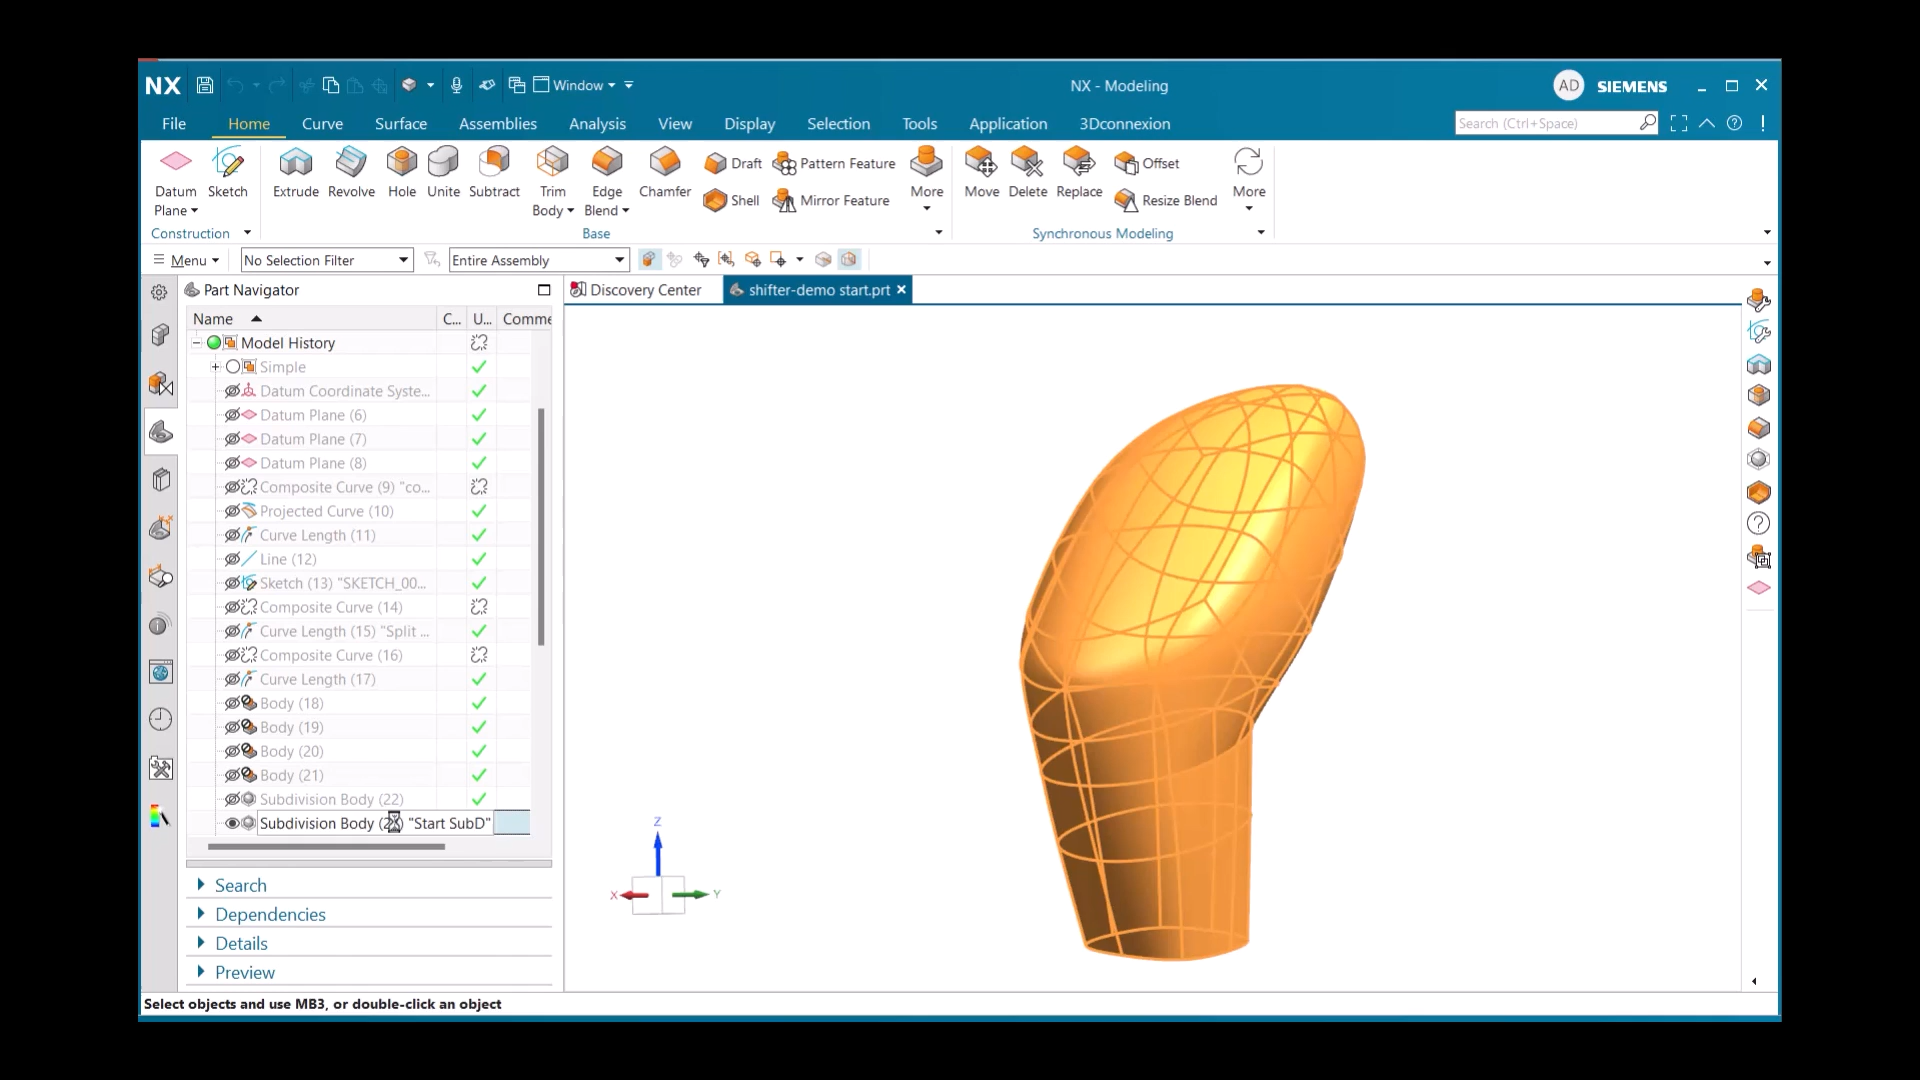 NX Window NX - Modeling AD SIEMENS
File Home Curve Surface Assemblies Analysis View Display Selection Tools Application 3Dconnexion Search (Ctrl+Space)
Datum Plane Sketch Extrude Revolve Hole Unite Subtract Trim Body Edge Blend Chamfer Draft Shell Pattern Feature Mirror Feature More Move Delete Replace Offset Resize Blend More
Construction Base Synchronous Modeling
Menu No Selection Filter Entire Assembly
Part Navigator Discovery Center shifter-demo start.prt
Name C... U... Comme
Model History
Simple
Datum Coordinate Syste...
Datum Plane (6)
Datum Plane (7)
Datum Plane (8)
Composite Curve (9) "co...
Projected Curve (10)
Curve Length (11)
Line (12)
Sketch (13) "SKETCH_00...
Composite Curve (14)
Curve Length (15) "Split ...
Composite Curve (16)
Curve Length (17)
Body (18)
Body (19)
Body (20)
Body (21)
Subdivision Body (22)
Subdivision Body "Start SubD"
Z
X Y
Search
Dependencies
Details
Preview
Select objects and use MB3, or double-click an object